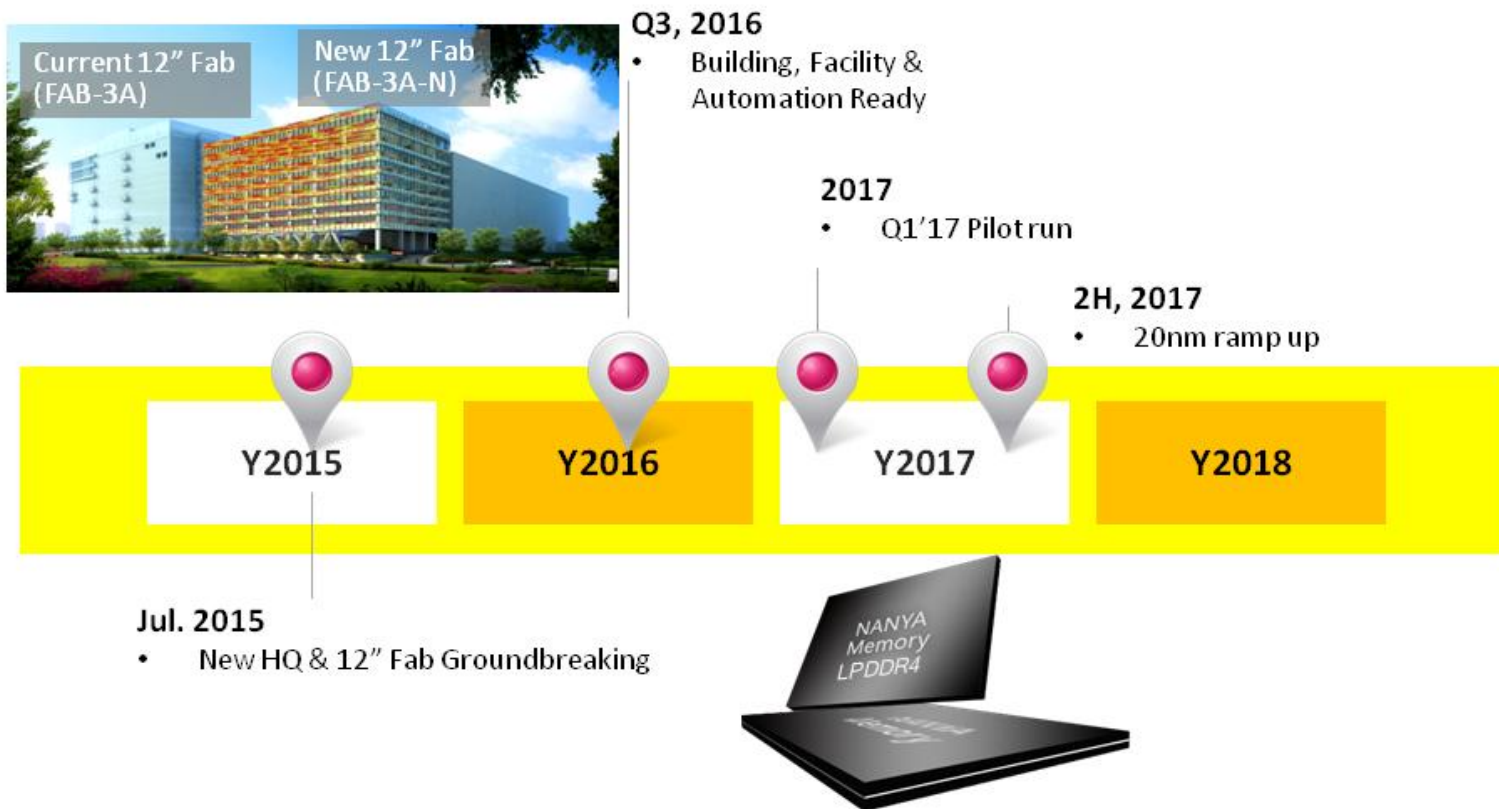 Current 12” Fab
(FAB-3A)
New 12” Fab
(FAB-3A-N)
Q3, 2016
• Building, Facility &
Automation Ready
2017
• Q1’17 Pilot run
2H, 2017
• 20nm ramp up
Y2015
Y2016
Y2017
Y2018
Jul. 2015
• New HQ & 12” Fab Groundbreaking
NANYA
Memory
LPDDR4
NANYA
Memory